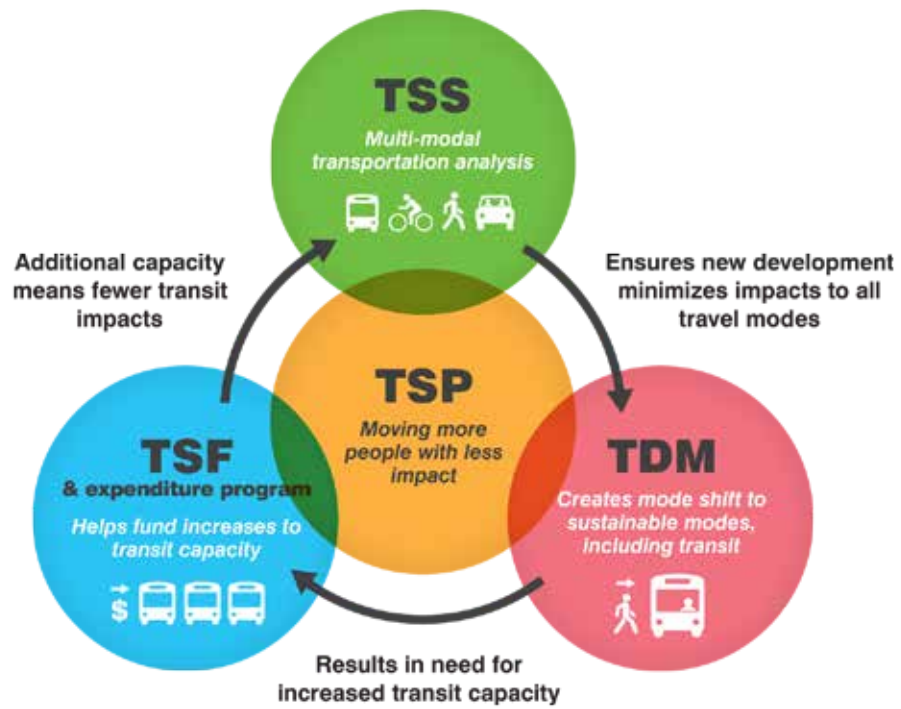 TSS
Multi-modal
transportation analysis
Additional capacity
means fewer transit
impacts
Ensures new development
minimizes impacts to all
travel modes
TSP
Moving more
people with less
impact
TSF
& expenditure program
Helps fund increases to
transit capacity
$
TDM
Creates mode shift to
sustainable modes,
including transit
Results in need for
increased transit capacity